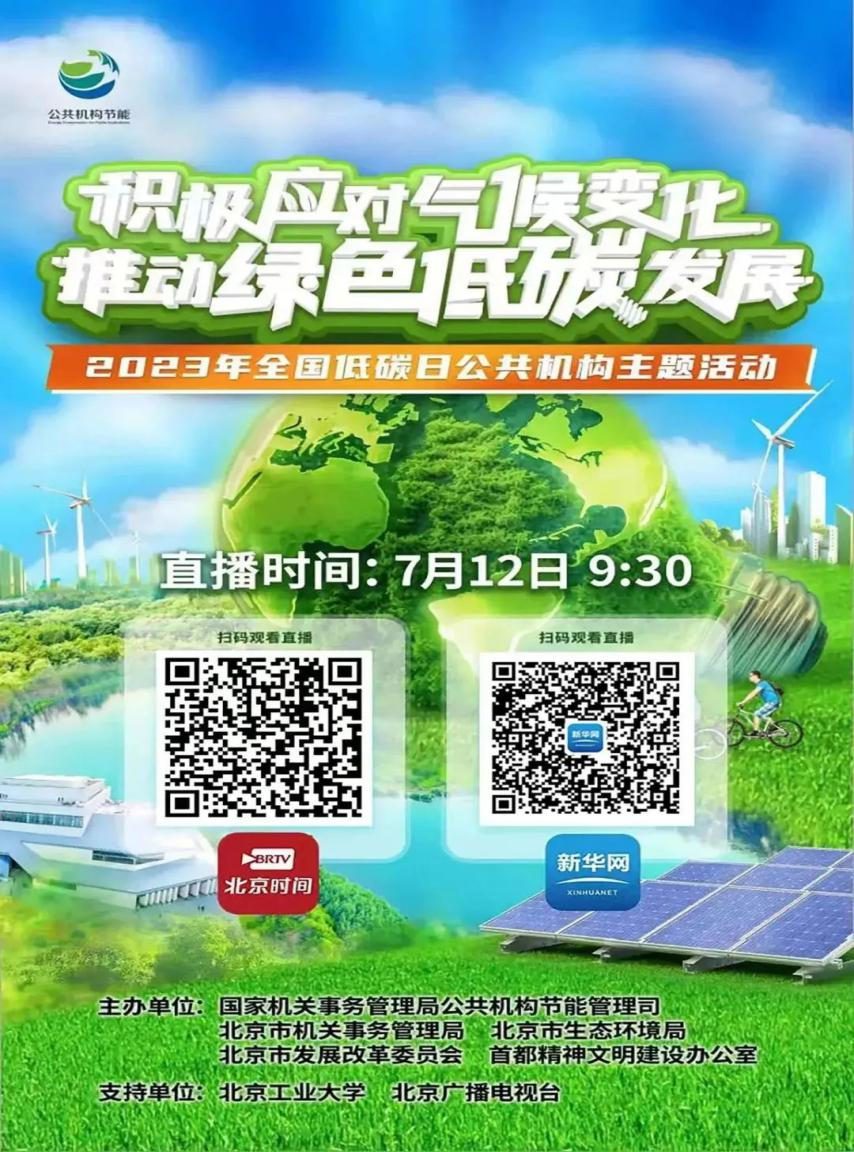 公共机构节能
积极应对气候变化
推动绿色低碳发展
2023年全国低碳日公共机构主题活动
直播时间：7月12日 9:30
扫码观看直播
扫码观看直播
新华网
BRTV
北京时间
新华网
XINHUANET
主办单位：国家机关事务管理局公共机构节能管理司
北京市机关事务管理局 北京市生态环境局
北京市发展改革委员会 首都精神文明建设办公室
支持单位：北京工业大学 北京广播电视台